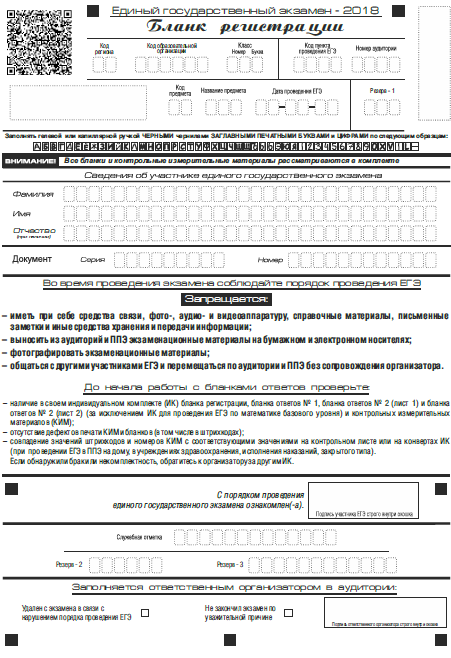 Единый государственный экзамен - 2018
Бланк регистрации
Код региона
Код образовательной организации
Класс
Номер Буква
Код пункта проведения ЕГЭ
Номер аудитории
Код предмета
Название предмета
Дата проведения ЕГЭ
Резерв - 1
Заполнять гелевой или капиллярной ручкой ЧЕРНЫМИ чернилами ЗАГЛАВНЫМИ ПЕЧАТНЫМИ БУКВАМИ и ЦИФРАМИ по следующим образцам:
ВНИМАНИЕ!
Все бланки и контрольные измерительные материалы рассматриваются в комплекте
Сведения об участнике единого государственного экзамена
Фамилия
Имя
Отчество
(при наличии)
Документ
Серия
Номер
Во время проведения экзамена соблюдайте порядок проведения ЕГЭ
Запрещается:
– иметь при себе средства связи, фото-, аудио- и видеоаппаратуру, справочные материалы, письменные
заметки и иные средства хранения и передачи информации;
– выносить из аудиторий и ППЭ экзаменационные материалы на бумажном и электронном носителях;
– фотографировать экзаменационные материалы;
– общаться с другими участниками ЕГЭ и перемещаться по аудитории и ППЭ без сопровождения организатора.
До начала работы с бланками ответов проверьте:
– наличие в своем индивидуальном комплекте (ИК) бланка регистрации, бланка ответов № 1, бланка ответов № 2 (лист 1) и бланка
ответов № 2 (лист 2) (за исключением ИК для проведения ЕГЭ по математике базового уровня) и контрольных измерительных
материалов (КИМ);
– отсутствие дефектов печати КИМ и бланков (в том числе в штрихкодах);
– совпадение значений штрихкодов и номеров КИМ с соответствующими значениями на контрольном листе или на конвертах ИК
(при проведении ЕГЭ в ППЭ на дому, в учреждениях здравоохранения, исполнения наказаний, закрытого типа).
Если обнаружили брак или некомплектность, обратитесь к организатору за другим ИК.
С порядком проведения
единого государственного экзамена ознакомлен(-а).
Подпись участника ЕГЭ строго внутри окошка
Служебная отметка
Резерв - 2
Резерв - 3
Заполняется ответственным организатором в аудитории:
Удален с экзамена в связи с
нарушением порядка проведения ЕГЭ
Не закончил экзамен по
уважительной причине
Подпись ответственного организатора строго внутри окошка